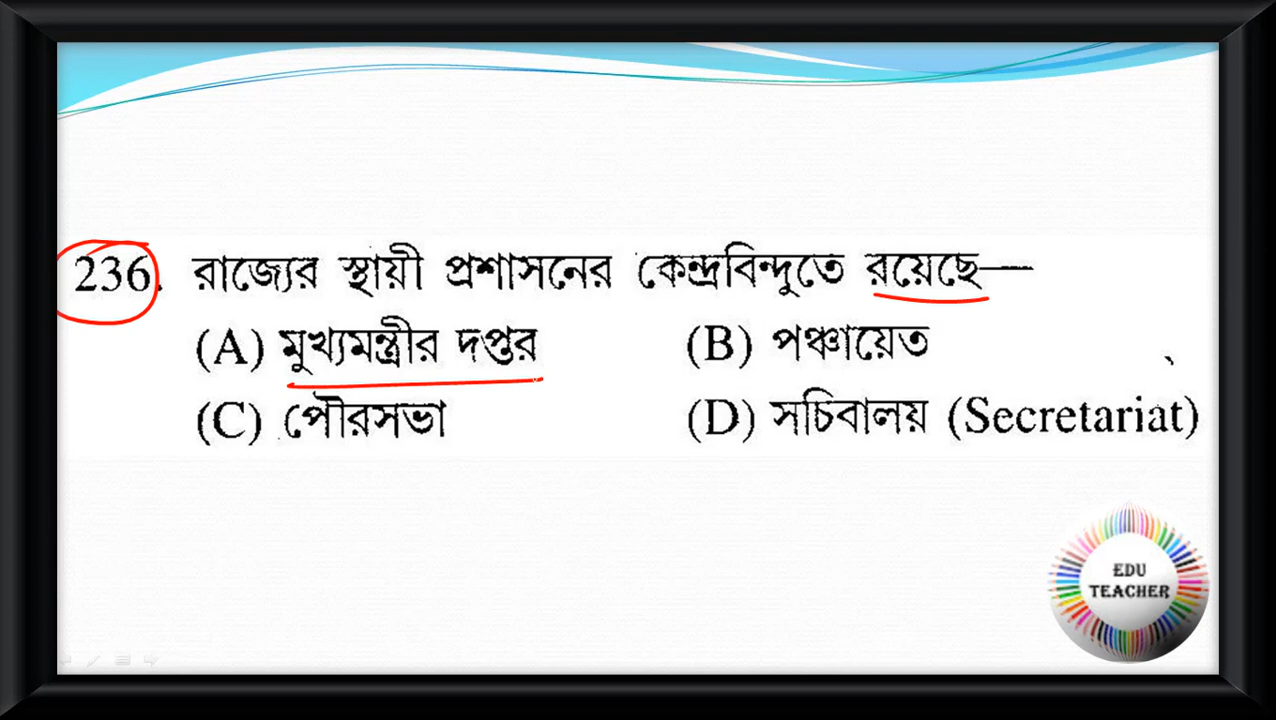 236. রাজ্যের স্থায়ী প্রশাসনের কেন্দ্রবিন্দুতে রয়েছে—
(A) মুখ্যমন্ত্রীর দপ্তর (B) পঞ্চায়েত
(C) পৌরসভা (D) সচিবালয় (Secretariat)
EDU
TEACHER